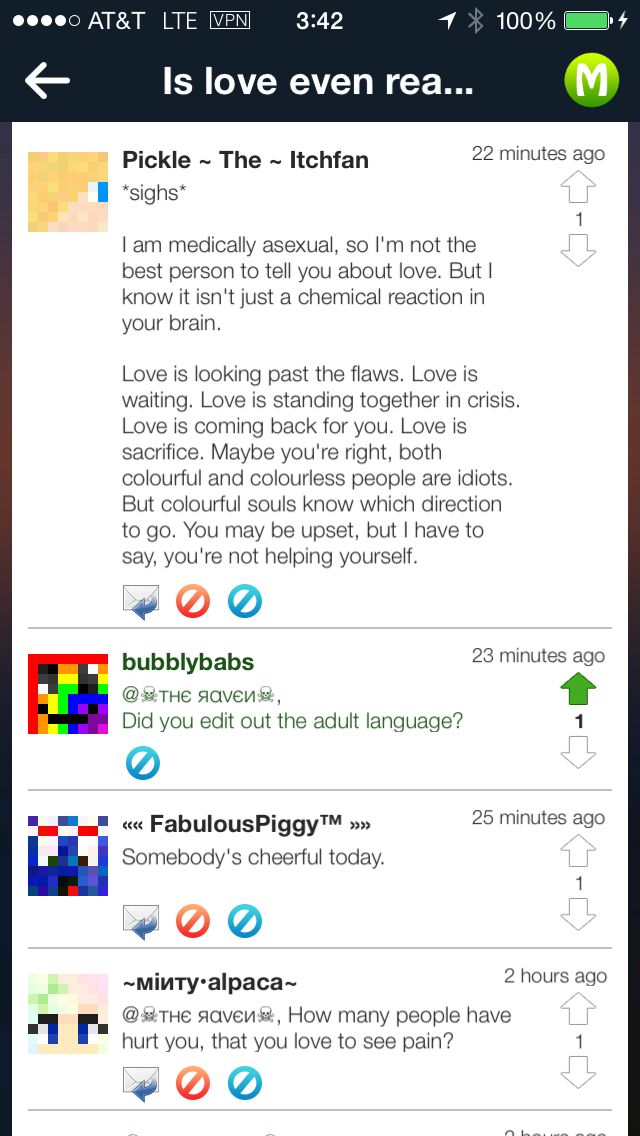 AT&T LTE VPN 3:42 100%
Is love even rea...
M
Pickle ~ The ~ Itchfan
22 minutes ago
*sighs*
1
I am medically asexual, so I'm not the
best person to tell you about love. But I
know it isn't just a chemical reaction in
your brain.
Love is looking past the flaws. Love is
waiting. Love is standing together in crisis.
Love is coming back for you. Love is
sacrifice. Maybe you're right, both
colourful and colourless people are idiots.
But colourful souls know which direction
to go. You may be upset, but I have to
say, you're not helping yourself.
bubblybabs
23 minutes ago
@☠тнє яαvєи☠,
Did you edit out the adult language?
1
«« FabulousPiggy™ »»
25 minutes ago
Somebody's cheerful today.
1
~мιиту•alpaca~
2 hours ago
@☠тнє яαvєи☠, How many people have
hurt you, that you love to see pain?
1
2 hours ago